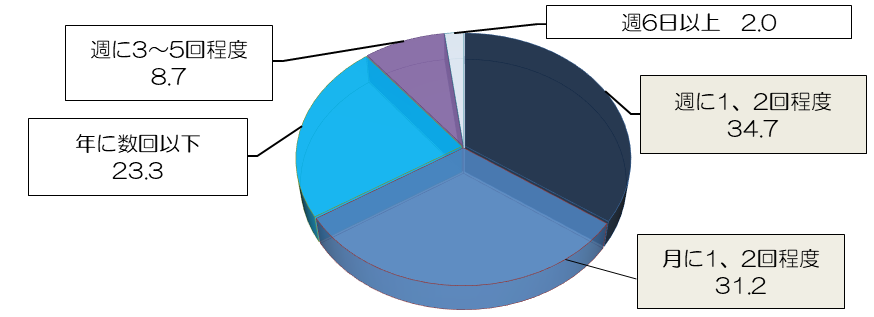 週6日以上　2.0
週に3～5回程度
8.7
週に1、2回程度
34.7
年に数回以下
23.3
月に1、2回程度
31.2